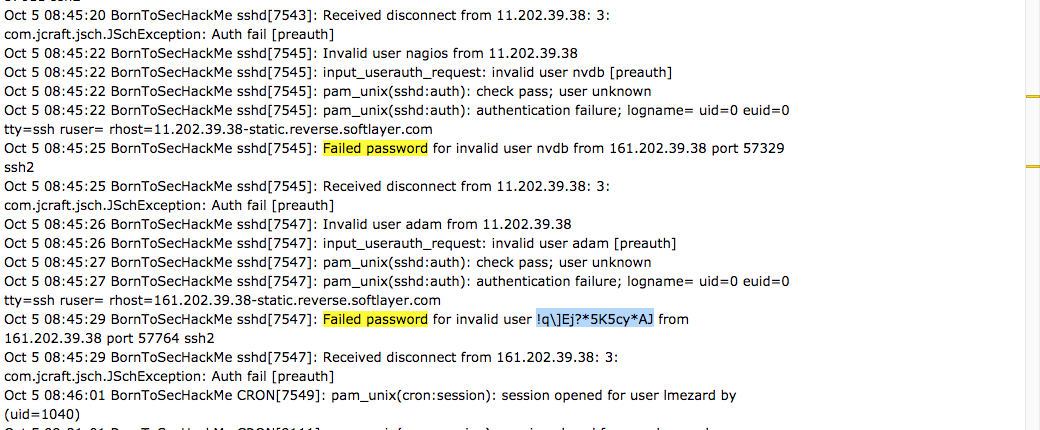 Oct 5 08:45:20 BornToSecHackMe sshd[7543]: Received disconnect from 11.202.39.38: 3:
com.jcraft.jsch.JSchException: Auth fail [preauth]
Oct 5 08:45:22 BornToSecHackMe sshd[7545]: Invalid user nagios from 11.202.39.38
Oct 5 08:45:22 BornToSecHackMe sshd[7545]: input_userauth_request: invalid user nvdb [preauth]
Oct 5 08:45:22 BornToSecHackMe sshd[7545]: pam_unix(sshd:auth): check pass; user unknown
Oct 5 08:45:22 BornToSecHackMe sshd[7545]: pam_unix(sshd:auth): authentication failure; logname= uid=0 euid=0
tty=ssh ruser= rhost=11.202.39.38-static.reverse.softlayer.com
Oct 5 08:45:25 BornToSecHackMe sshd[7545]: Failed password for invalid user nvdb from 161.202.39.38 port 57329
ssh2
Oct 5 08:45:25 BornToSecHackMe sshd[7545]: Received disconnect from 11.202.39.38: 3:
com.jcraft.jsch.JSchException: Auth fail [preauth]
Oct 5 08:45:26 BornToSecHackMe sshd[7547]: Invalid user adam from 11.202.39.38
Oct 5 08:45:26 BornToSecHackMe sshd[7547]: input_userauth_request: invalid user adam [preauth]
Oct 5 08:45:27 BornToSecHackMe sshd[7547]: pam_unix(sshd:auth): check pass; user unknown
Oct 5 08:45:27 BornToSecHackMe sshd[7547]: pam_unix(sshd:auth): authentication failure; logname= uid=0 euid=0
tty=ssh ruser= rhost=161.202.39.38-static.reverse.softlayer.com
Oct 5 08:45:29 BornToSecHackMe sshd[7547]: Failed password for invalid user !q\]Ej?*5K5cy*AJ from
161.202.39.38 port 57764 ssh2
Oct 5 08:45:29 BornToSecHackMe sshd[7547]: Received disconnect from 161.202.39.38: 3:
com.jcraft.jsch.JSchException: Auth fail [preauth]
Oct 5 08:46:01 BornToSecHackMe CRON[7549]: pam_unix(cron:session): session opened for user lmezard by
(uid=1040)